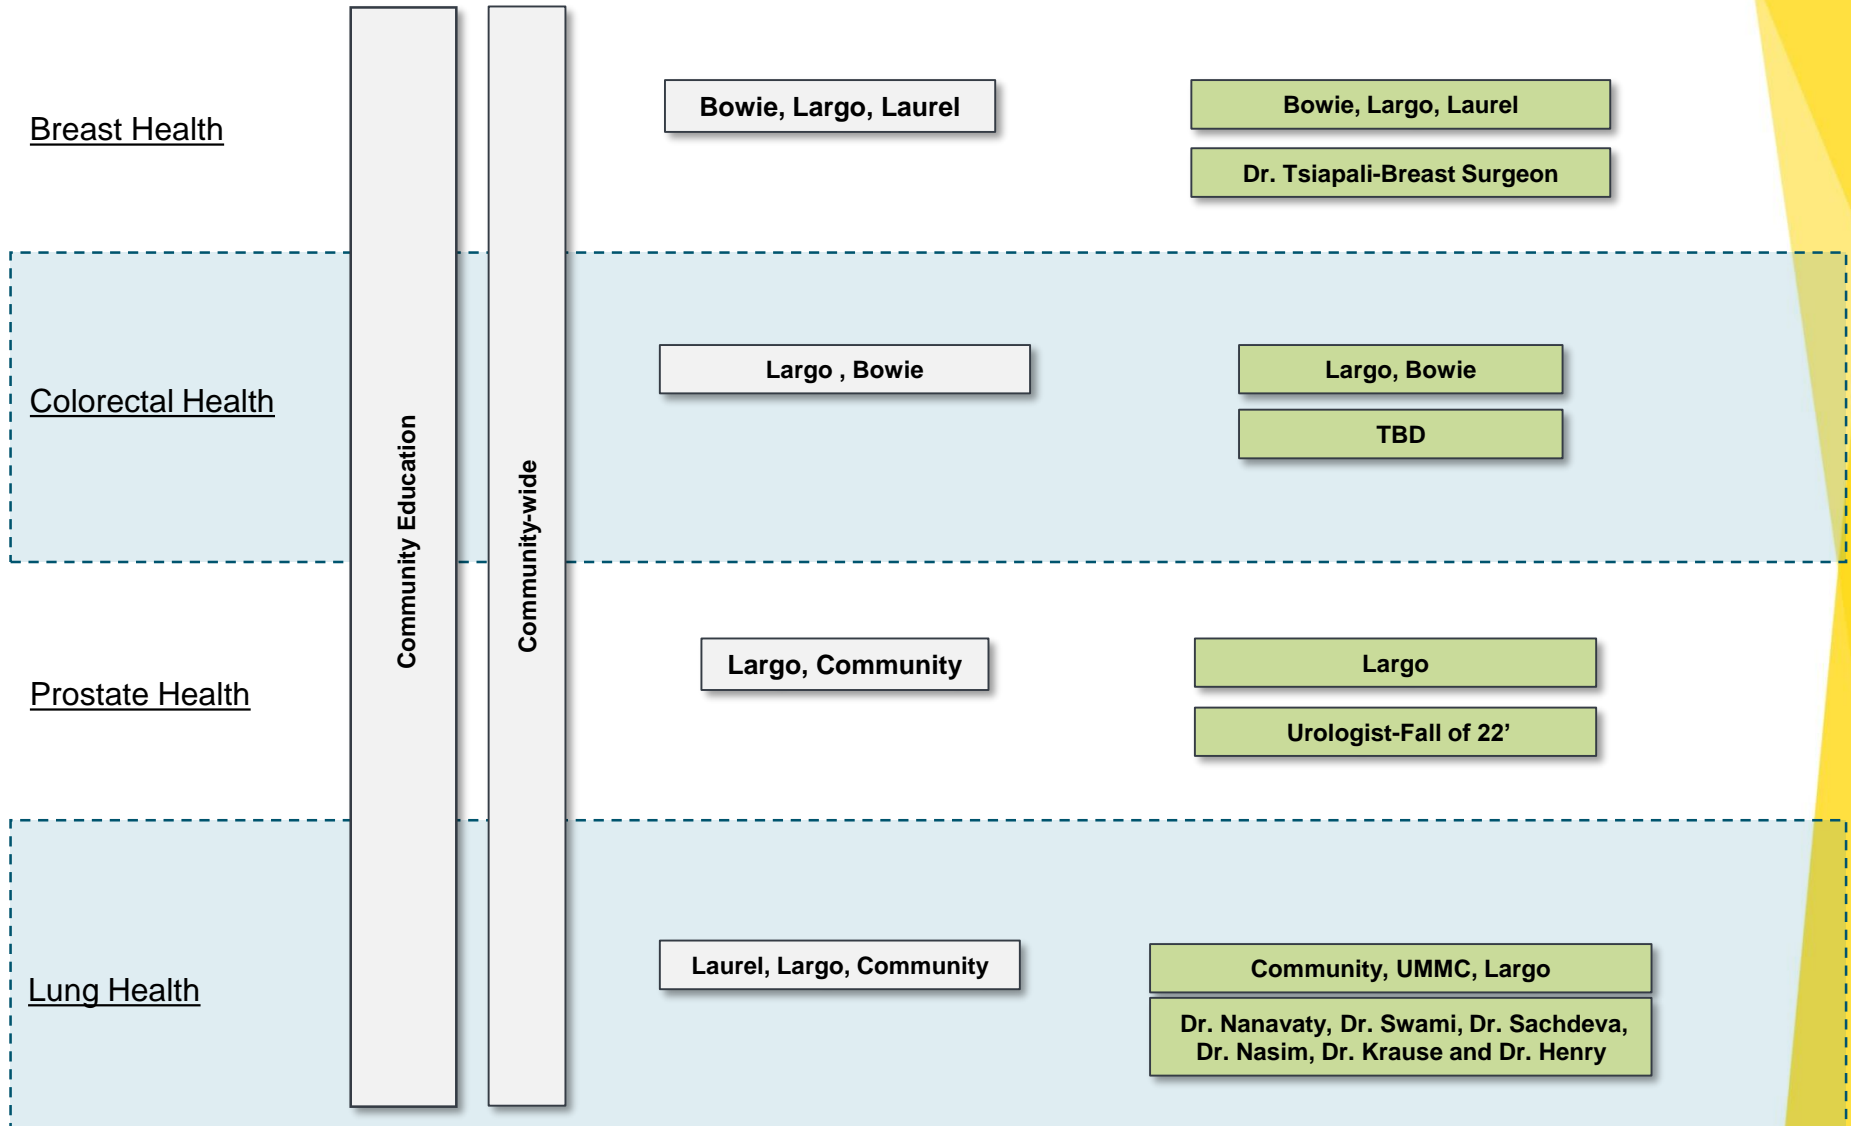 Breast Health
Bowie, Largo, Laurel
Bowie, Largo, Laurel
Dr. Tsiapali-Breast Surgeon
Colorectal Health
Community Education
Community-wide
Largo , Bowie
Largo, Bowie
TBD
Prostate Health
Largo, Community
Largo
Urologist-Fall of 22’
Lung Health
Laurel, Largo, Community
Community, UMMC, Largo
Dr. Nanavaty, Dr. Swami, Dr. Sachdeva,
Dr. Nasim, Dr. Krause and Dr. Henry